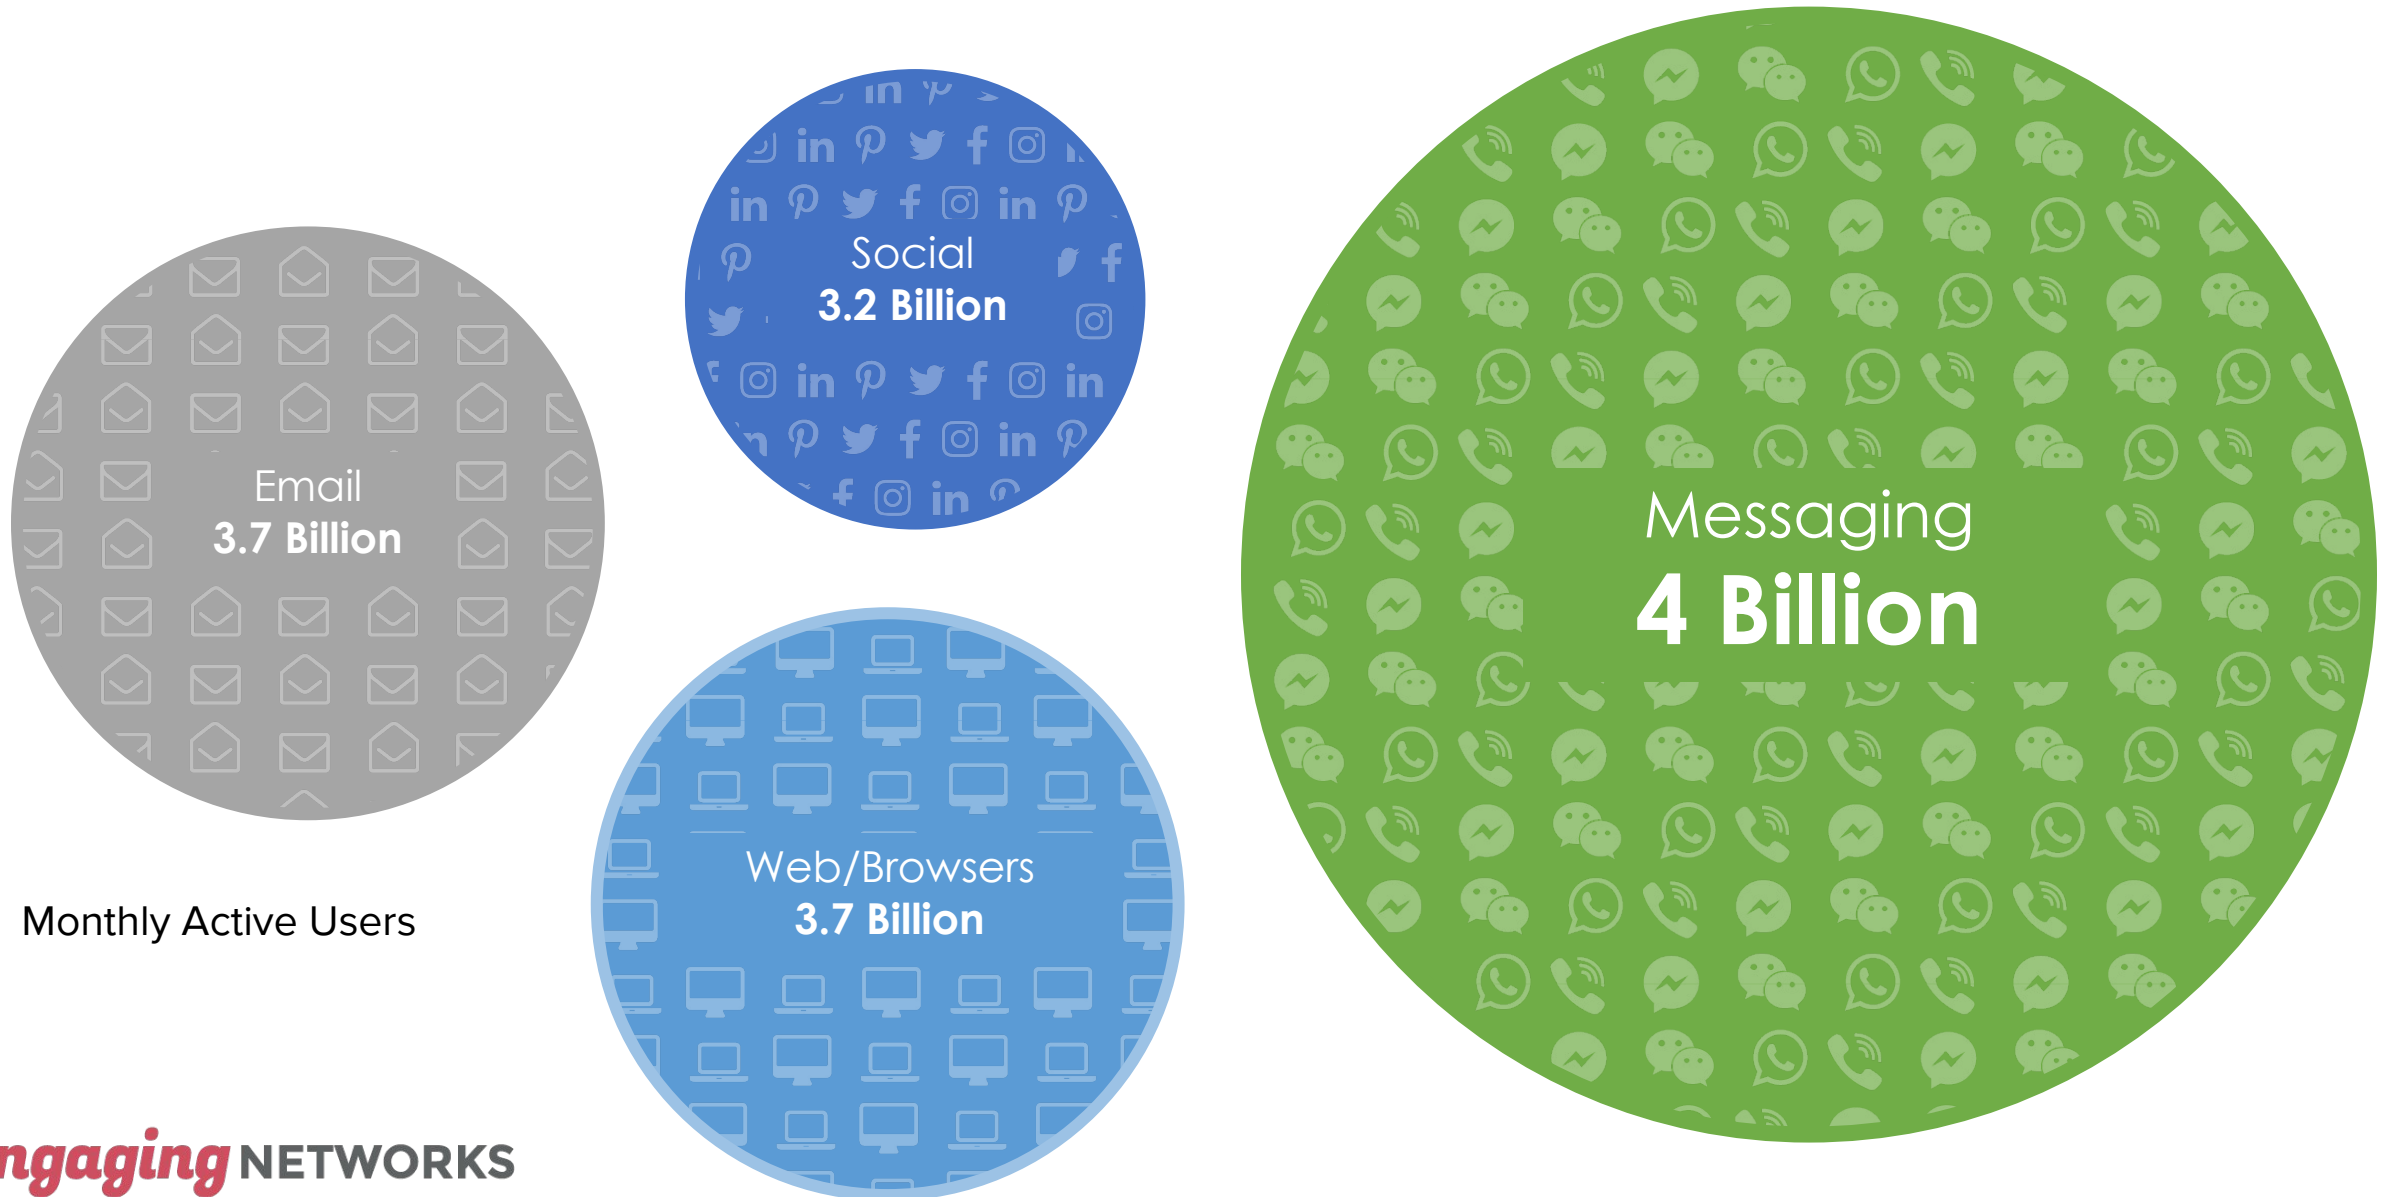 Social
3.2 Billion
Email
3.7 Billion
Messaging
4 Billion
Web/Browsers
3.7 Billion
Monthly Active Users
ngaging NETWORKS